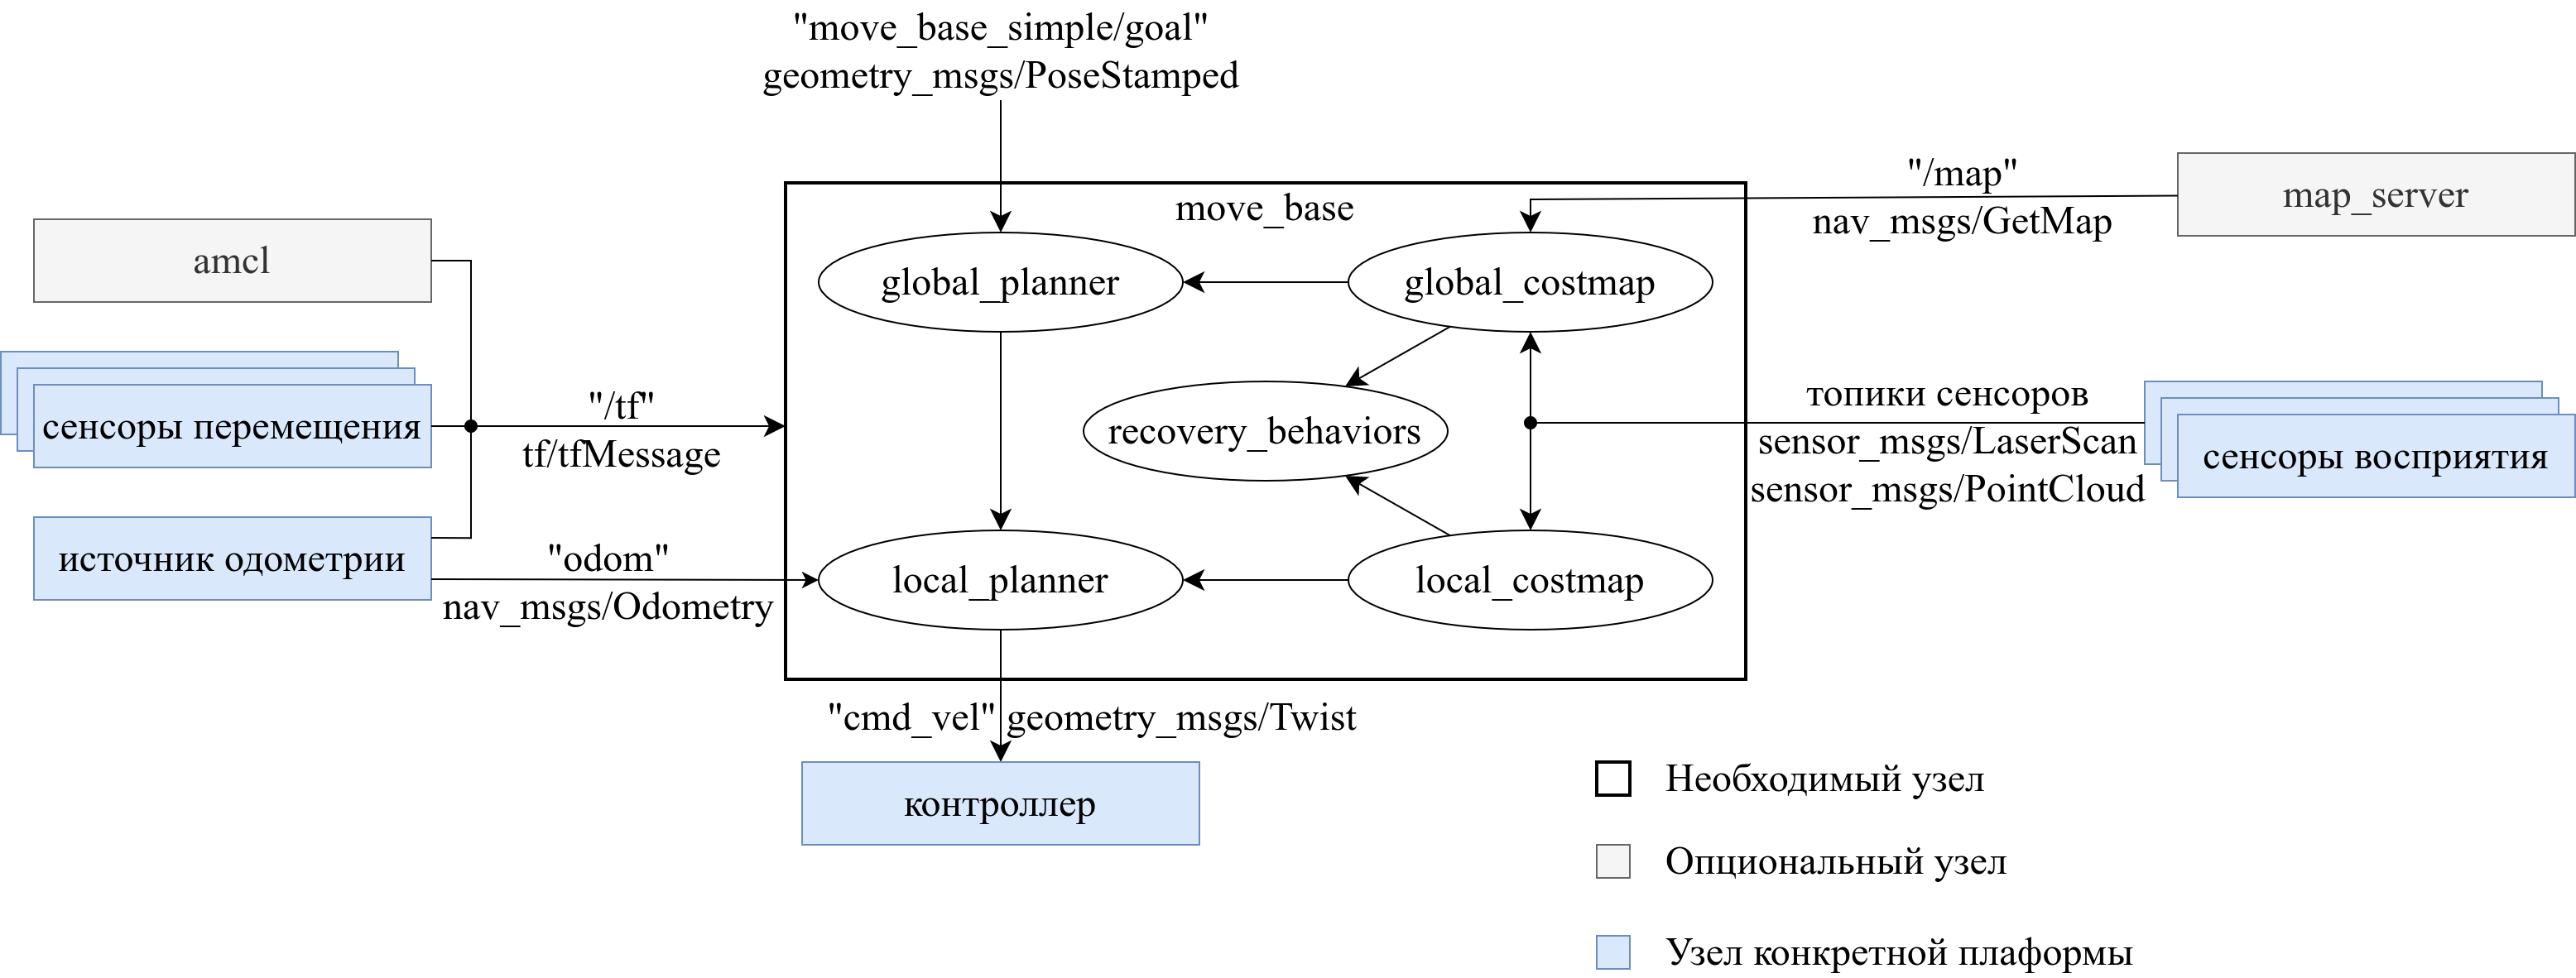 "move_base_simple/goal"
geometry_msgs/PoseStamped
move_base
"/map"
nav_msgs/GetMap
map_server
amcl
global_planner
global_costmap
сенсоры перемещения
"/tf"
tf/tfMessage
recovery_behaviors
топики сенсоров
sensor_msgs/LaserScan
sensor_msgs/PointCloud
сенсоры восприятия
источник одометрии
"odom"
nav_msgs/Odometry
local_planner
local_costmap
"cmd_vel" geometry_msgs/Twist
контроллер
Необходимый узел
Опциональный узел
Узел конкретной плаформы